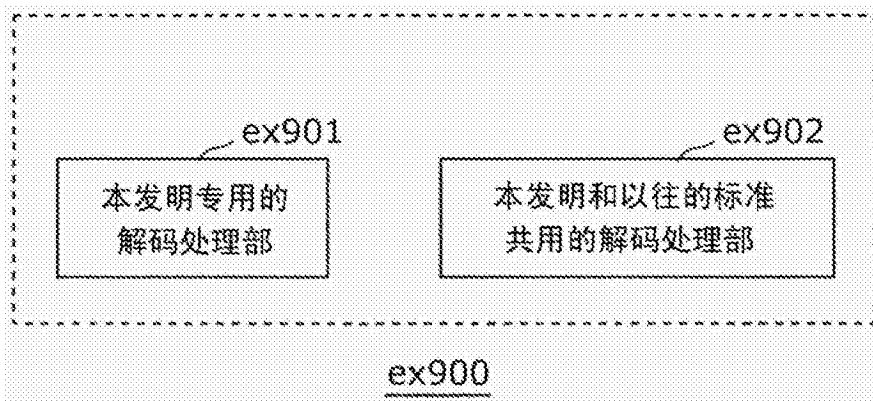 ex901
本发明专用的
解码处理部
ex902
本发明和以往的标准
共用的解码处理部
ex900